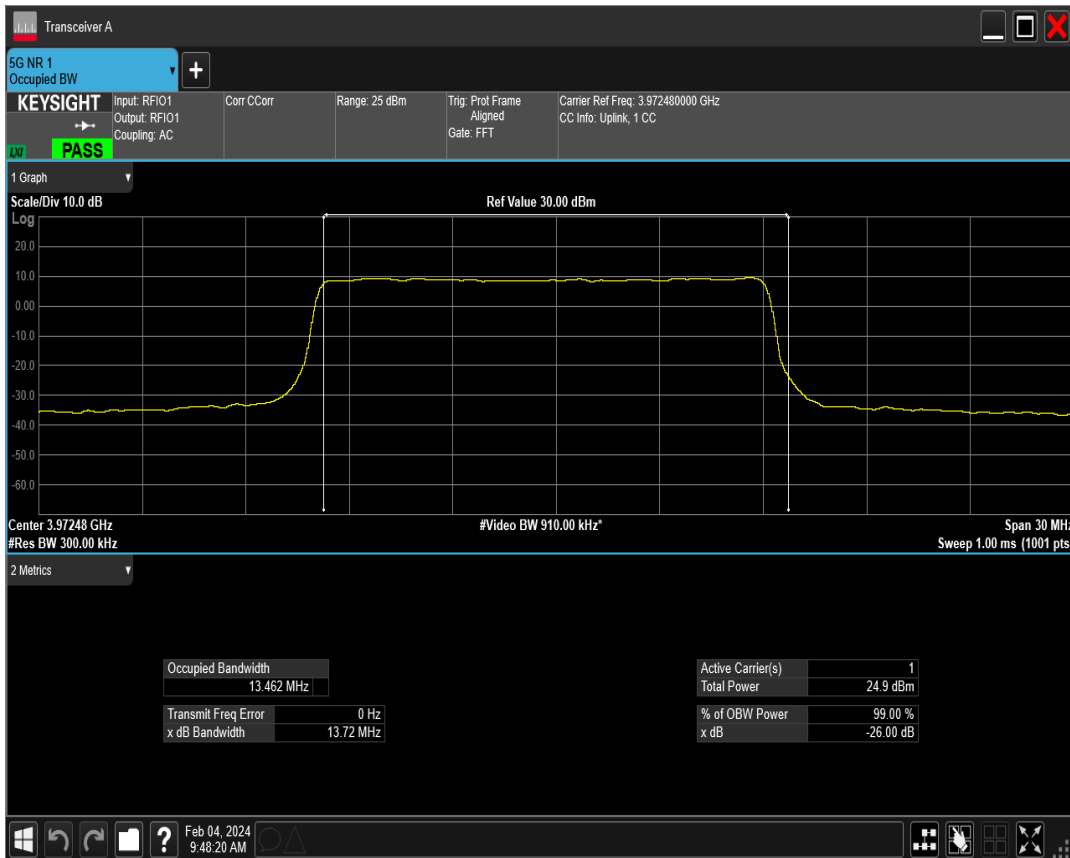 Transceiver A
5G NR 1
Occupied BW
+
KEYSIGHT
LXI
PASS
Input: RFIO1
Output: RFIO1
Coupling: AC
Corr CCorr
Range: 25 dBm
Trig: Prot Frame
Aligned
Gate: FFT
Carrier Ref Freq: 3.972480000 GHz
CC Info: Uplink, 1 CC
1 Graph
Scale/Div 10.0 dB
Ref Value 30.00 dBm
Log
20.0
10.0
0.00
-10.0
-20.0
-30.0
-40.0
-50.0
-60.0
Center 3.97248 GHz
#Video BW 910.00 kHz*
Span 30 MHz
#Res BW 300.00 kHz
Sweep 1.00 ms (1001 pts
2 Metrics
Occupied Bandwidth
13.462 MHz
Transmit Freq Error 0 Hz
x dB Bandwidth 13.72 MHz
Active Carrier(s) 1
Total Power 24.9 dBm
% of OBW Power 99.00 %
x dB -26.00 dB
?
Feb 04, 2024
9:48:20 AM